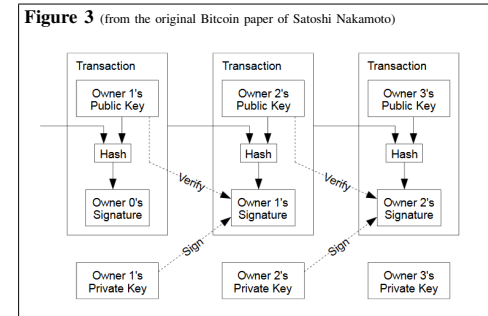 Figure 3 (from the original Bitcoin paper of Satoshi Nakamoto)
Transaction
Transaction
Transaction
Owner 1's
Public Key
Owner 2's
Public Key
Owner 3's
Public Key
Hash
Hash
Hash
Verify
Verify
Owner 0's
Signature
Owner 1's
Signature
Owner 2's
Signature
Sign
Sign
Owner 1's
Private Key
Owner 2's
Private Key
Owner 3's
Private Key